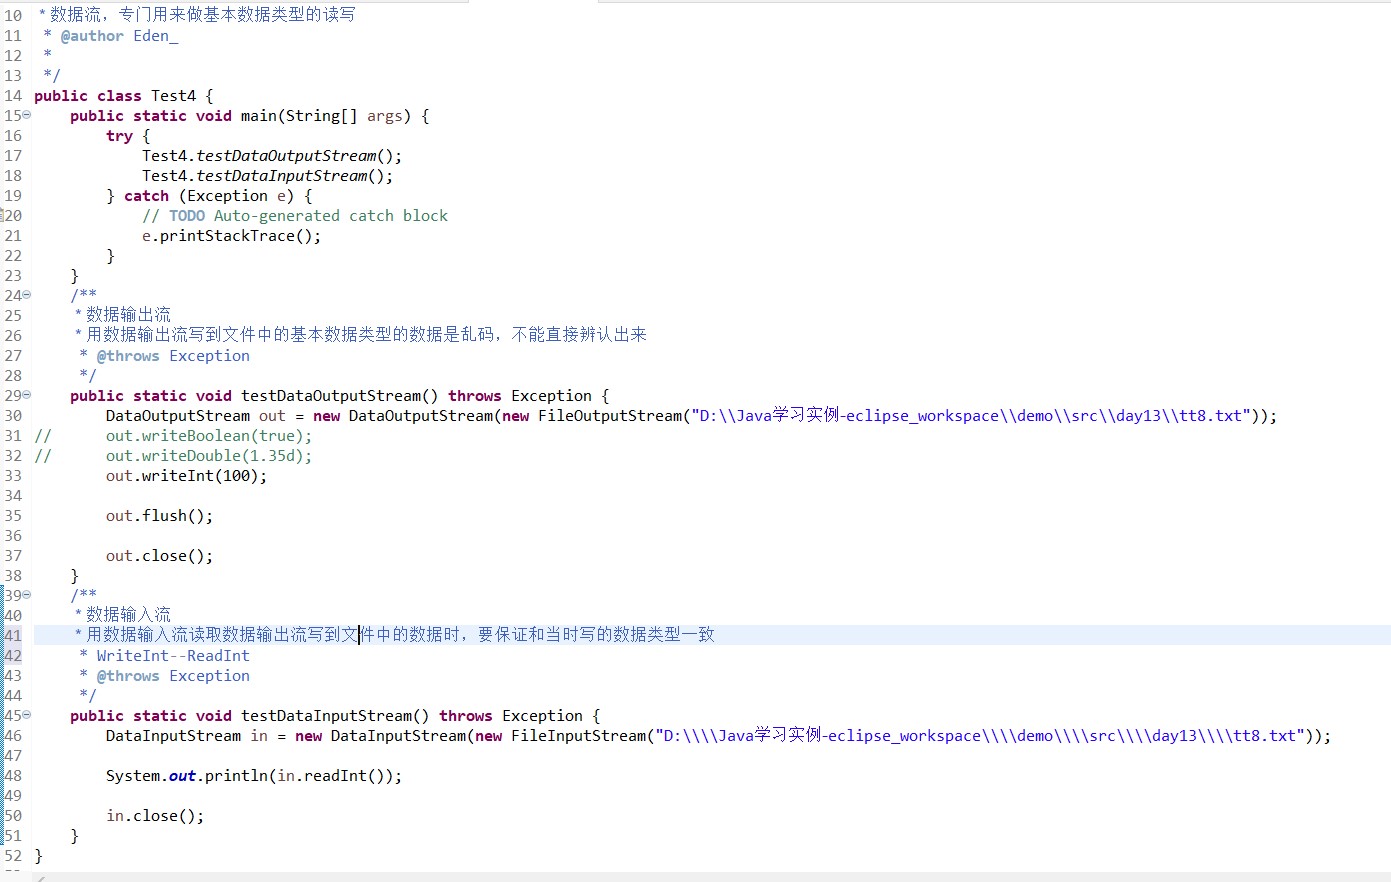 10 * 数据流，专门用来做基本数据类型的读写
11 * @author Eden_
12 *
13 */
14 public class Test4 {
15 public static void main(String[] args) {
16 try {
17 Test4.testDataOutputStream();
18 Test4.testDataInputStream();
19 } catch (Exception e) {
20 // TODO Auto-generated catch block
21 e.printStackTrace();
22 }
23 }
24 /**
25 * 数据输出流
26 * 用数据输出流写到文件中的基本数据类型的数据是乱码，不能直接辨认出来
27 * @throws Exception
28 */
29 public static void testDataOutputStream() throws Exception {
30 DataOutputStream out = new DataOutputStream(new FileOutputStream("D:\\Java学习实例-eclipse_workspace\\demo\\src\\day13\\tt8.txt"));
31 // out.writeBoolean(true);
32 // out.writeDouble(1.35d);
33 out.writeInt(100);
34
35 out.flush();
36
37 out.close();
38 }
39 /**
40 * 数据输入流
41 * 用数据输入流读取数据输出流写到文件中的数据时，要保证和当时写的数据类型一致
42 * WriteInt--ReadInt
43 * @throws Exception
44 */
45 public static void testDataInputStream() throws Exception {
46 DataInputStream in = new DataInputStream(new FileInputStream("D:\\\\Java学习实例-eclipse_workspace\\\\demo\\\\src\\\\day13\\\\tt8.txt"));
47
48 System.out.println(in.readInt());
49
50 in.close();
51 }
52 }